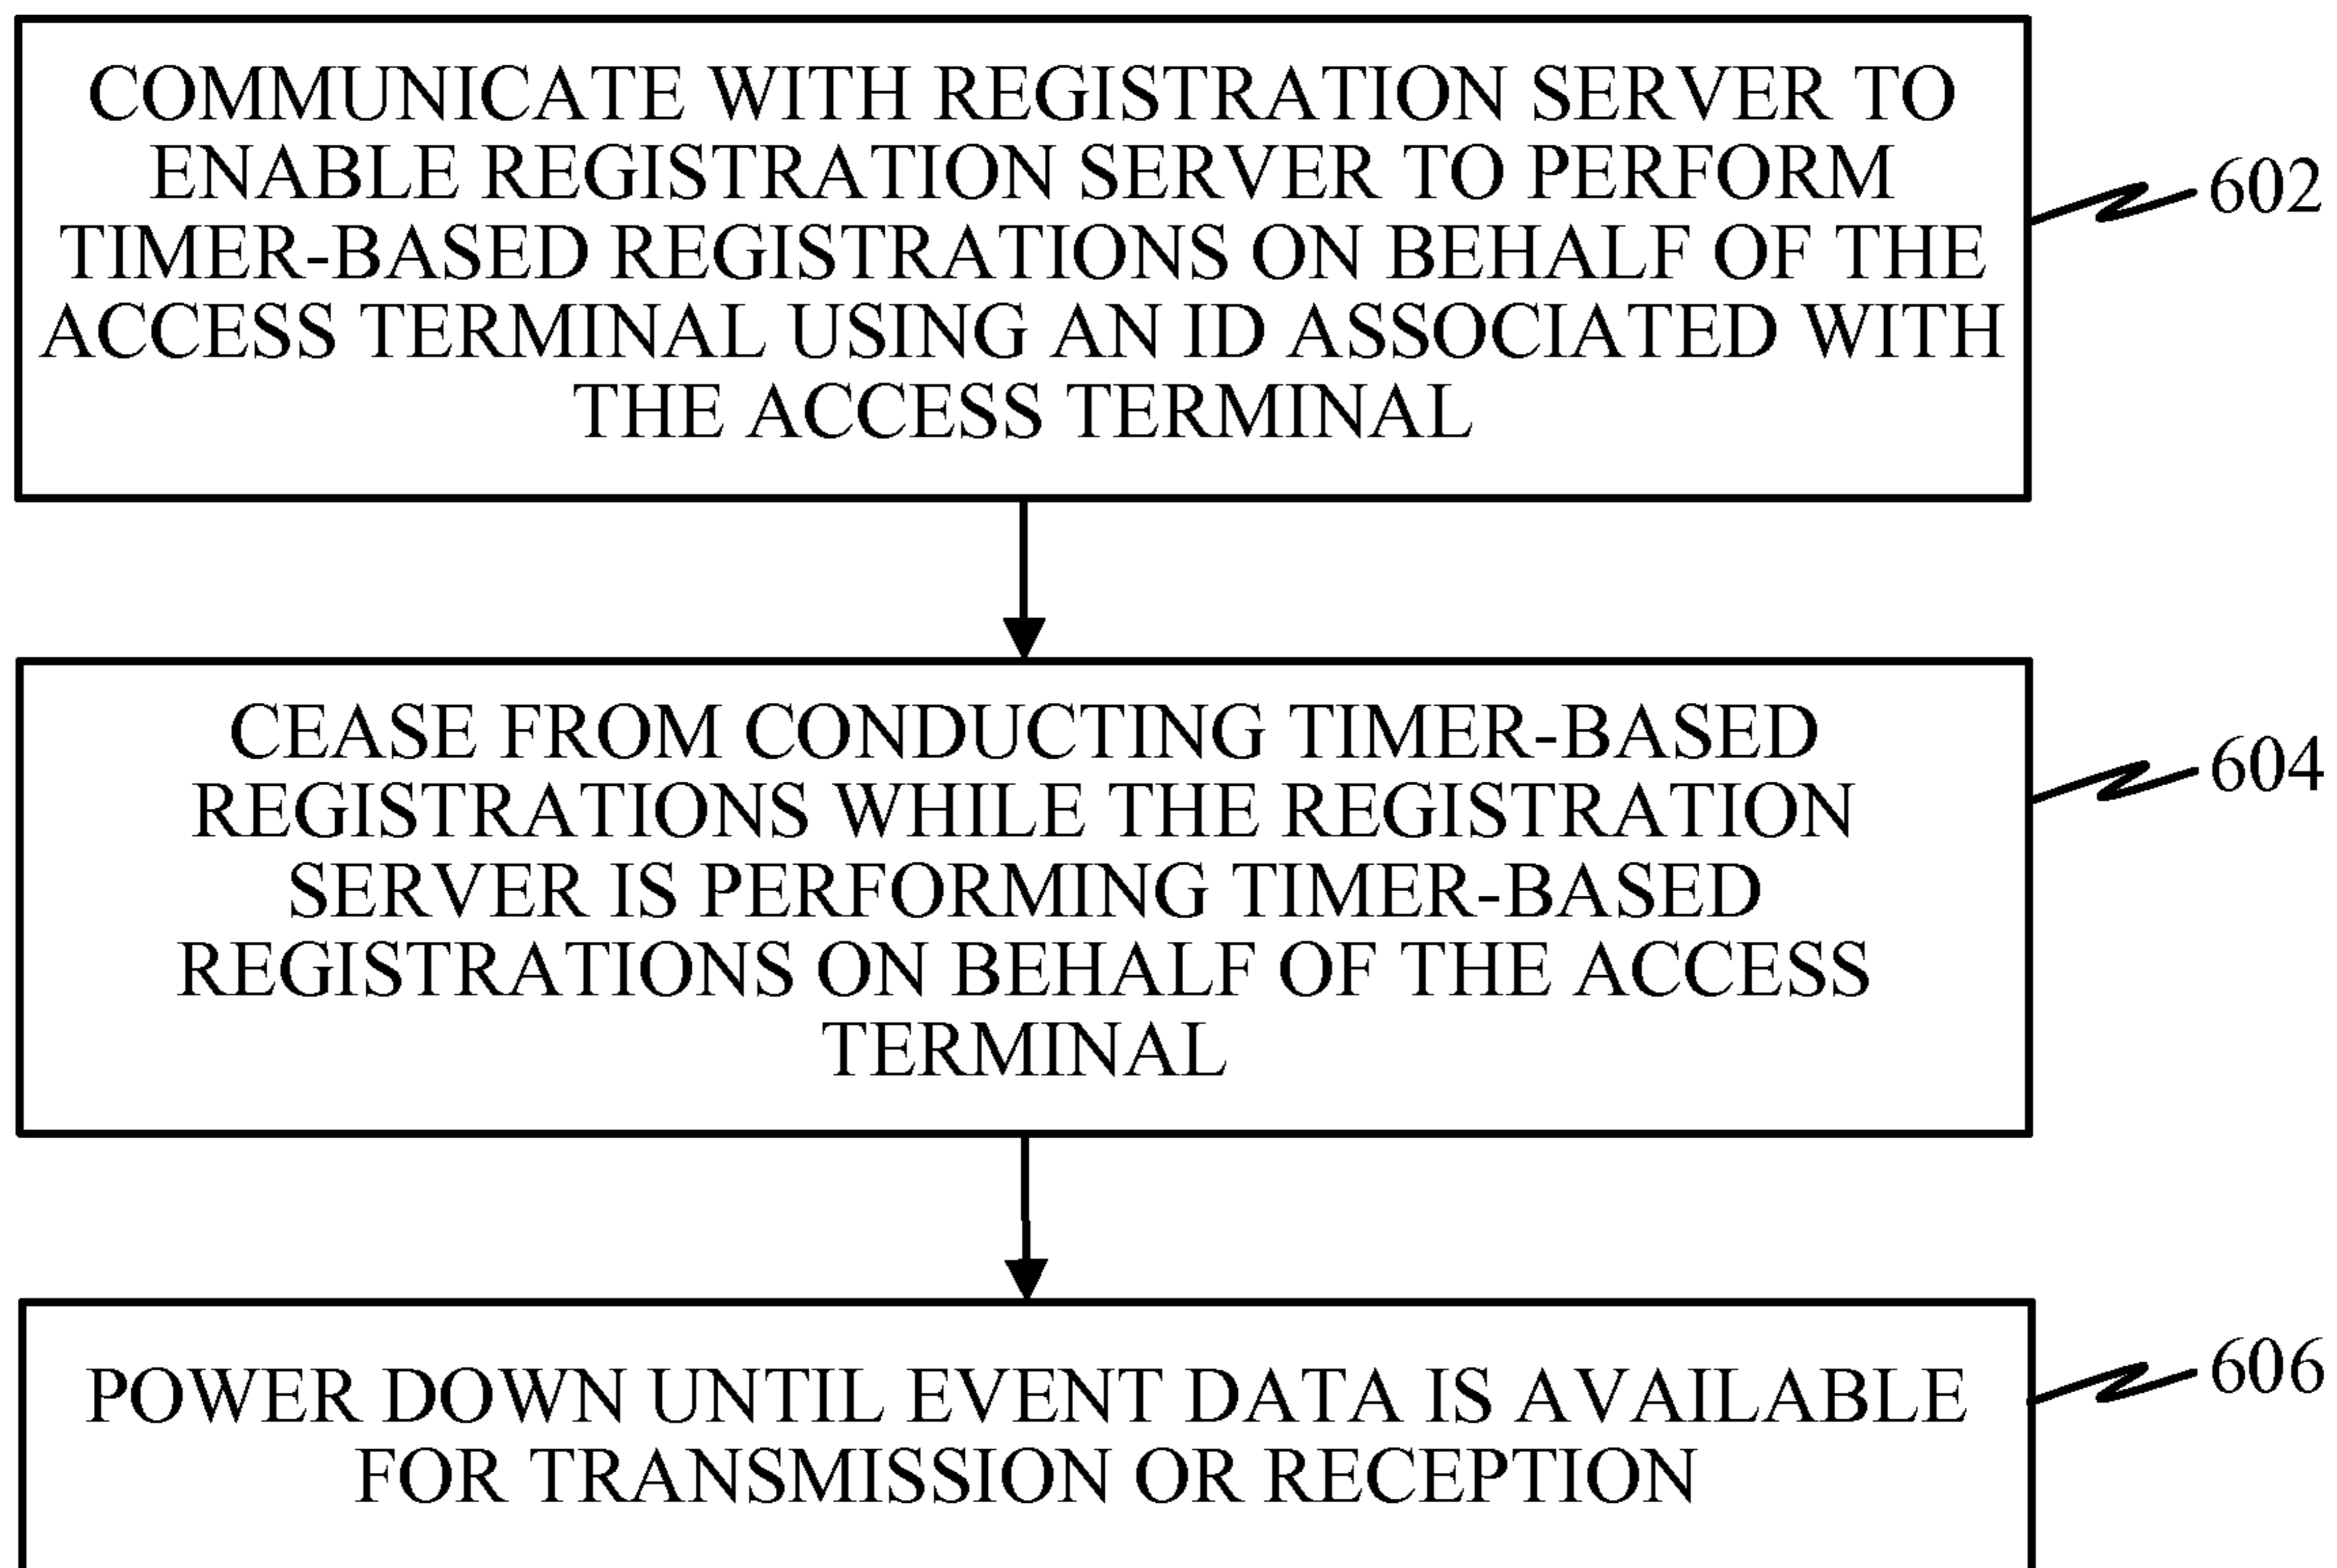 COMMUNICATE WITH REGISTRATION SERVER TO
ENABLE REGISTRATION SERVER TO PERFORM
TIMER-BASED REGISTRATIONS ON BEHALF OF THE
ACCESS TERMINAL USING AN ID ASSOCIATED WITH
THE ACCESS TERMINAL
602
CEASE FROM CONDUCTING TIMER-BASED
REGISTRATIONS WHILE THE REGISTRATION
SERVER IS PERFORMING TIMER-BASED
REGISTRATIONS ON BEHALF OF THE ACCESS
TERMINAL
604
POWER DOWN UNTIL EVENT DATA IS AVAILABLE
FOR TRANSMISSION OR RECEPTION
606